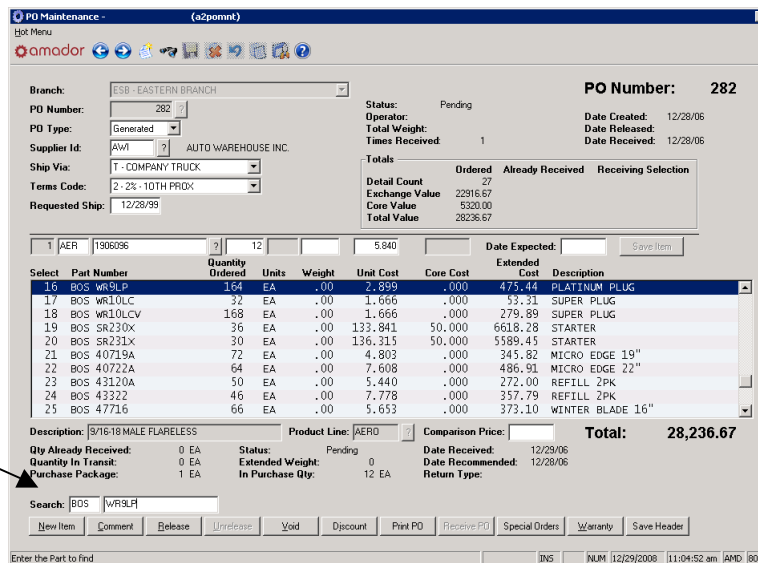 PO Maintenance - (a2pomnt)
Hot Menu
amador
Branch: ESB - EASTERN BRANCH
PO Number: 282 ?
PO Type: Generated
Supplier Id: AWI ? AUTO WAREHOUSE INC.
Ship Via: T - COMPANY TRUCK
Terms Code: 2 - 2% - 10TH PROX
Requested Ship: 12/28/99
PO Number: 282
Status: Pending
Operator:
Total Weight:
Times Received: 1
Date Created: 12/28/06
Date Released:
Date Received: 12/28/06
Totals
Ordered Already Received Receiving Selection
Detail Count 27
Exchange Value 22916.67
Core Value 5320.00
Total Value 28236.67
1 AER 1906096 ? 12 5.840 Date Expected: Save Item
Select Part Number Quantity Ordered Units Weight Unit Cost Core Cost Extended Cost Description
16 BOS WR9LP 164 EA .00 2.899 .000 475.44 PLATINUM PLUG
17 BOS WR10LC 32 EA .00 1.666 .000 53.31 SUPER PLUG
18 BOS WR10LCV 168 EA .00 1.666 .000 279.89 SUPER PLUG
19 BOS SR230X 36 EA .00 133.841 50.000 6618.28 STARTER
20 BOS SR231X 30 EA .00 136.315 50.000 5589.45 STARTER
21 BOS 40719A 72 EA .00 4.803 .000 345.82 MICRO EDGE 19"
22 BOS 40722A 64 EA .00 7.608 .000 486.91 MICRO EDGE 22"
23 BOS 43120A 50 EA .00 5.440 .000 272.00 REFILL 2PK
24 BOS 43322 46 EA .00 7.778 .000 357.79 REFILL 2PK
25 BOS 47716 66 EA .00 5.653 .000 373.10 WINTER BLADE 16"
Description: 9/16-18 MALE FLARELESS Product Line: AERO ? Comparison Price: Total: 28,236.67
Qty Already Received: 0 EA Status: Pending Date Received: 12/29/06
Quantity In Transit: 0 EA Extended Weight: 0 Date Recommended: 12/28/06
Purchase Package: 1 EA In Purchase Qty: 12 EA Return Type:
Search: BOS WR9LP
New Item Comment Release Unrelease Void Discount Print PO Receive PO Special Orders Warranty Save Header
Enter the Part to find INS NUM 12/29/2008 11:04:52 am AMD 80